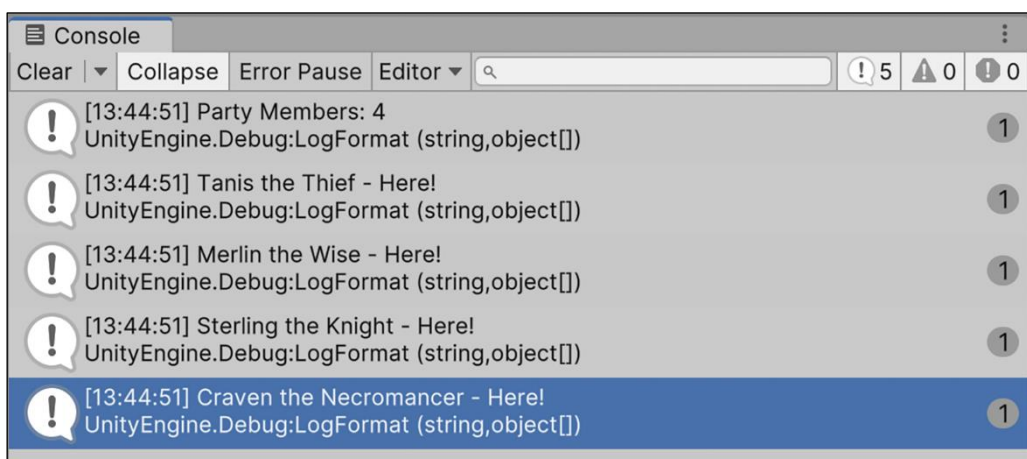 Console
Clear Collapse Error Pause Editor 5 0 0
[13:44:51] Party Members: 4
UnityEngine.Debug:LogFormat (string,object[])
1
[13:44:51] Tanis the Thief - Here!
UnityEngine.Debug:LogFormat (string,object[])
1
[13:44:51] Merlin the Wise - Here!
UnityEngine.Debug:LogFormat (string,object[])
1
[13:44:51] Sterling the Knight - Here!
UnityEngine.Debug:LogFormat (string,object[])
1
[13:44:51] Craven the Necromancer - Here!
UnityEngine.Debug:LogFormat (string,object[])
1